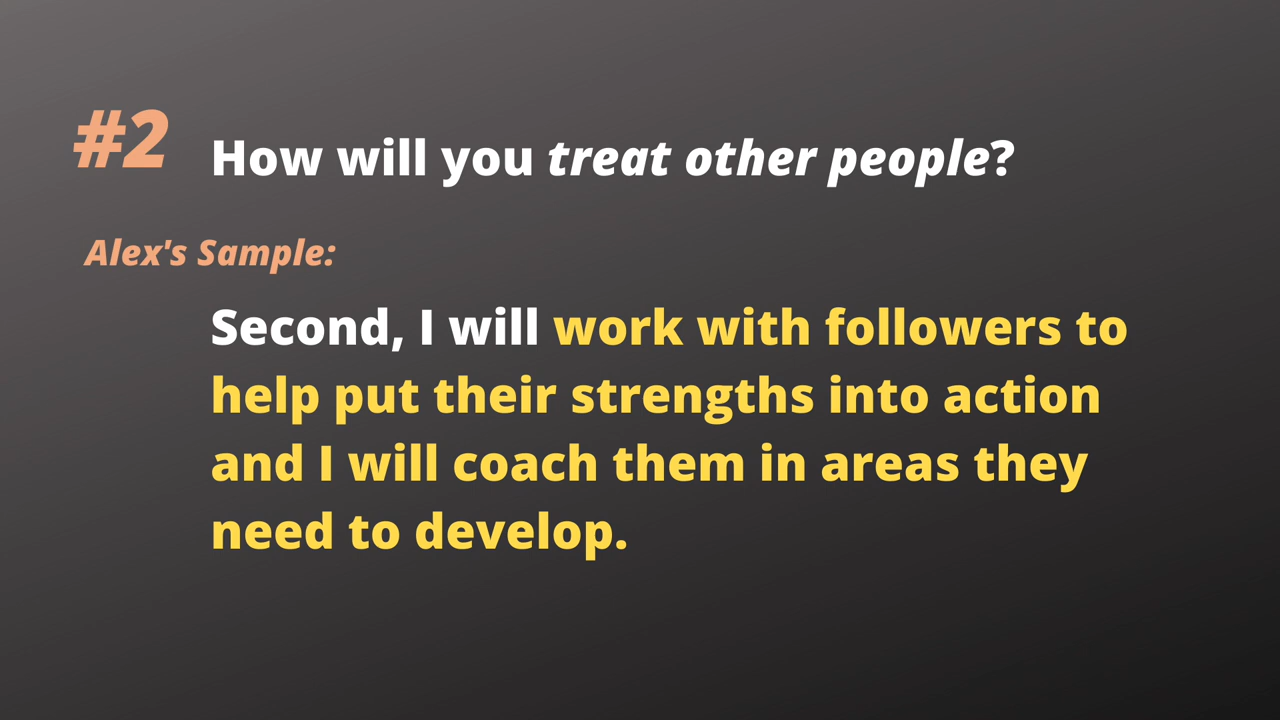 #2 How will you treat other people?
Alex's Sample:
Second, I will work with followers to
help put their strengths into action
and I will coach them in areas they
need to develop.